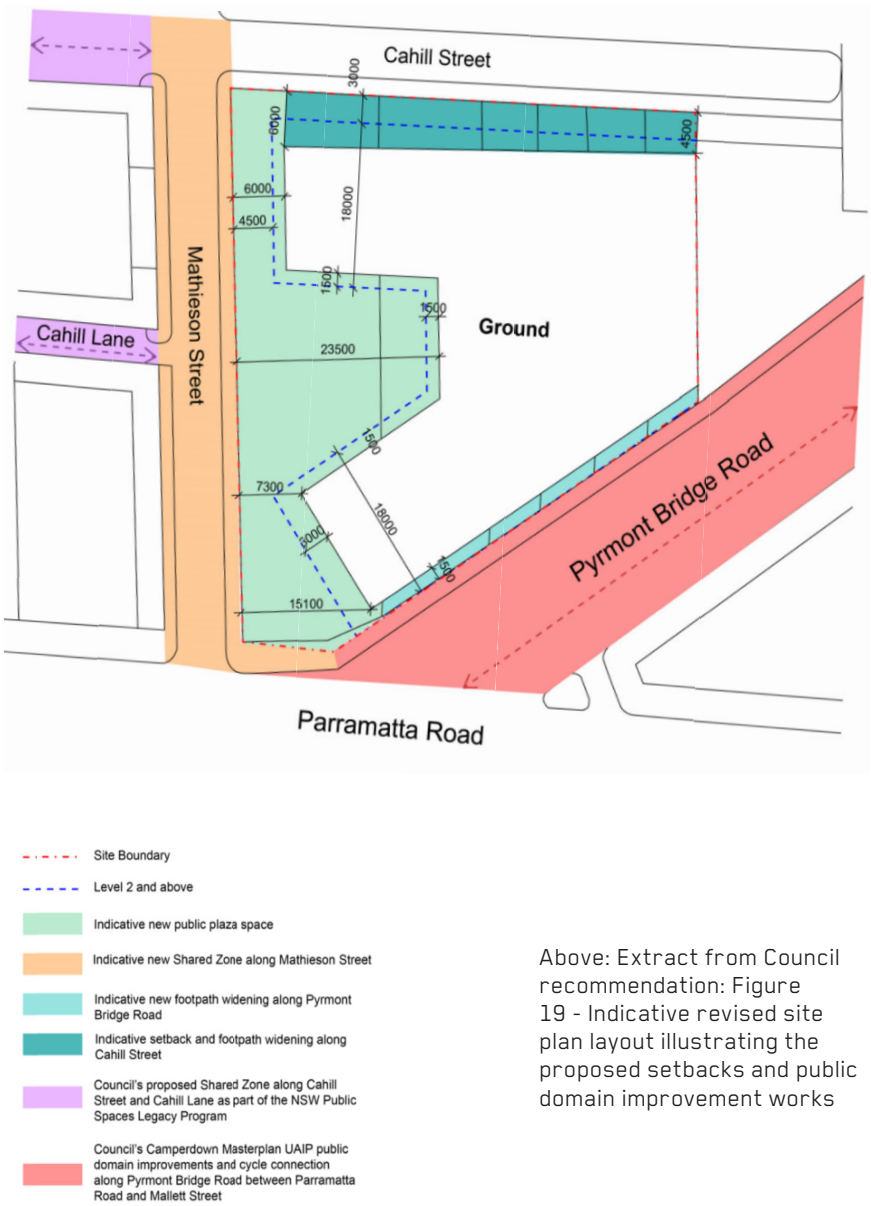 Cahill Street
3000
6000
4500
6000
18000
4500
Mathieson Street
1500
1500
Ground
Cahill Lane
23500
1500
7300
18000
3000
1500
15100
Pyrmont Bridge Road
Parramatta Road
Site Boundary
Level 2 and above
Indicative new public plaza space
Indicative new Shared Zone along Mathieson Street
Indicative new footpath widening along Pyrmont
Bridge Road
Indicative setback and footpath widening along
Cahill Street
Council's proposed Shared Zone along Cahill
Street and Cahill Lane as part of the NSW Public
Spaces Legacy Program
Council's Camperdown Masterplan UAIP public
domain improvements and cycle connection
along Pyrmont Bridge Road between Parramatta
Road and Mallett Street
Above: Extract from Council
recommendation: Figure
19 - Indicative revised site
plan layout illustrating the
proposed setbacks and public
domain improvement works